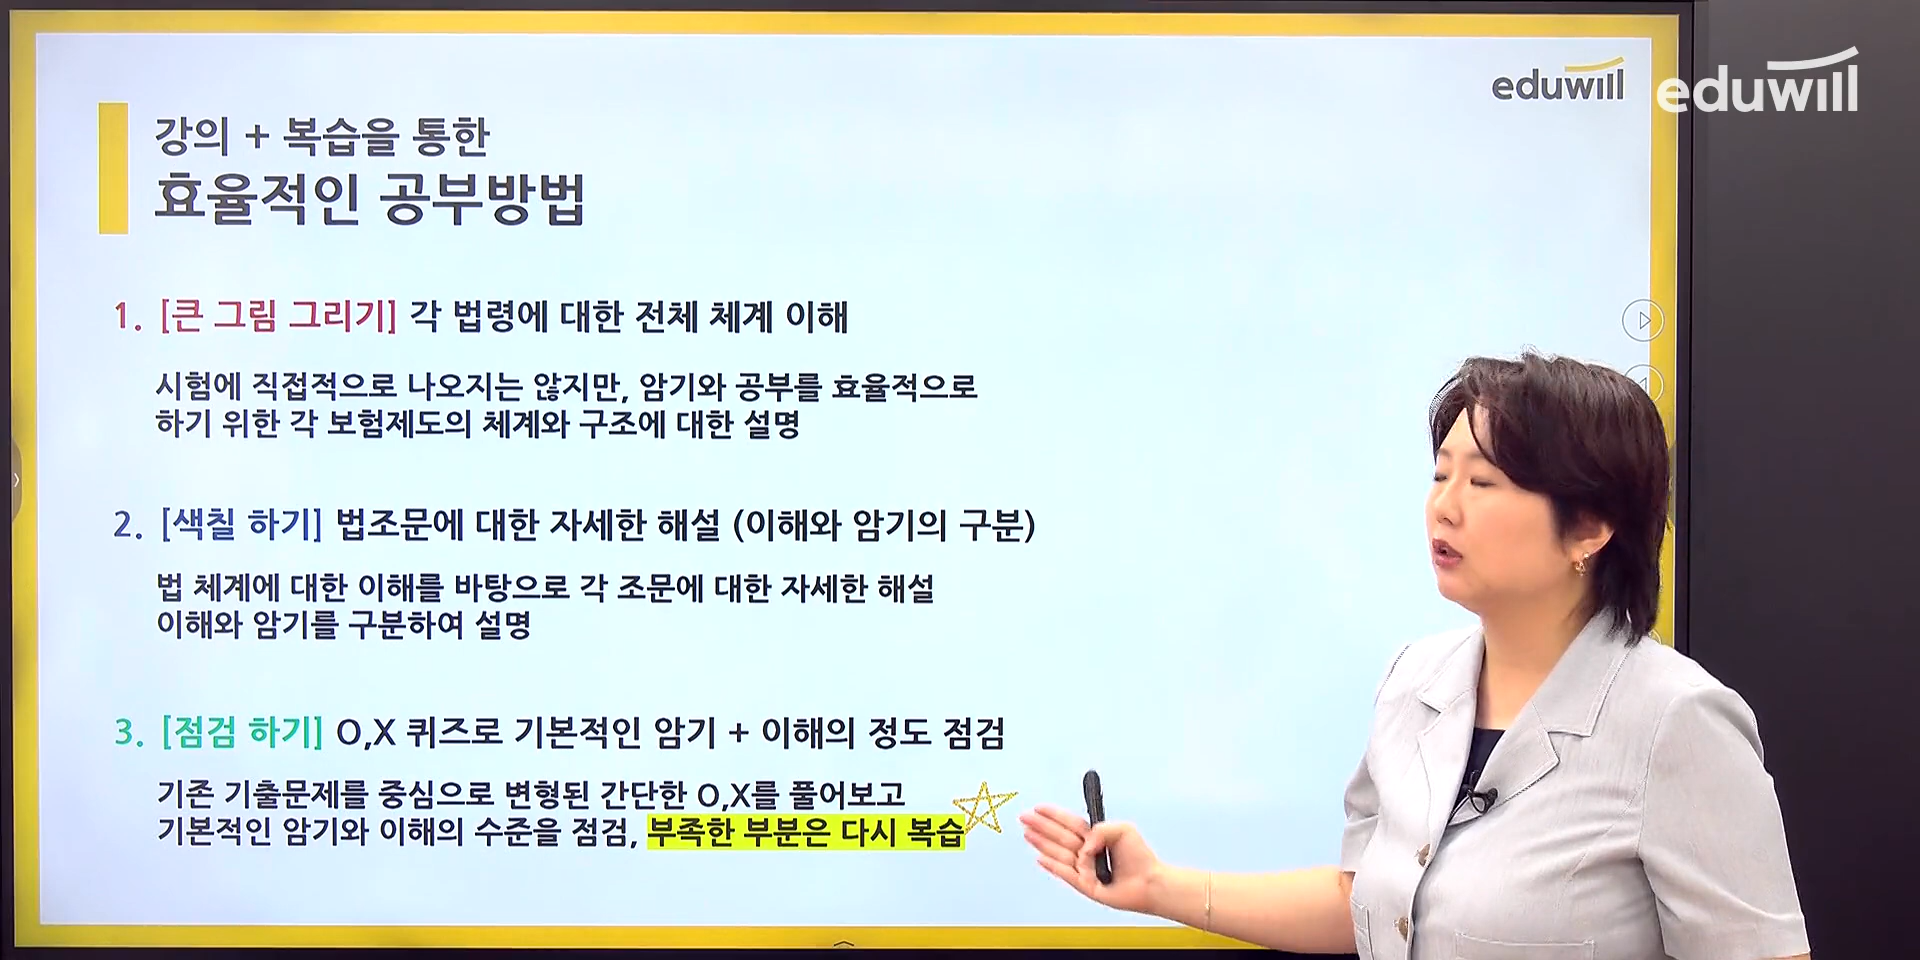 eduwill
eduwill
강의 + 복습을 통한
효율적인 공부방법
1. [큰 그림 그리기] 각 법령에 대한 전체 체계 이해
시험에 직접적으로 나오지는 않지만, 암기와 공부를 효율적으로
하기 위한 각 보험제도의 체계와 구조에 대한 설명
2. [색칠 하기] 법조문에 대한 자세한 해설 (이해와 암기의 구분)
법 체계에 대한 이해를 바탕으로 각 조문에 대한 자세한 해설
이해와 암기를 구분하여 설명
3. [점검 하기] O,X 퀴즈로 기본적인 암기 + 이해의 정도 점검
기존 기출문제를 중심으로 변형된 간단한 O,X를 풀어보고
기본적인 암기와 이해의 수준을 점검, 부족한 부분은 다시 복습